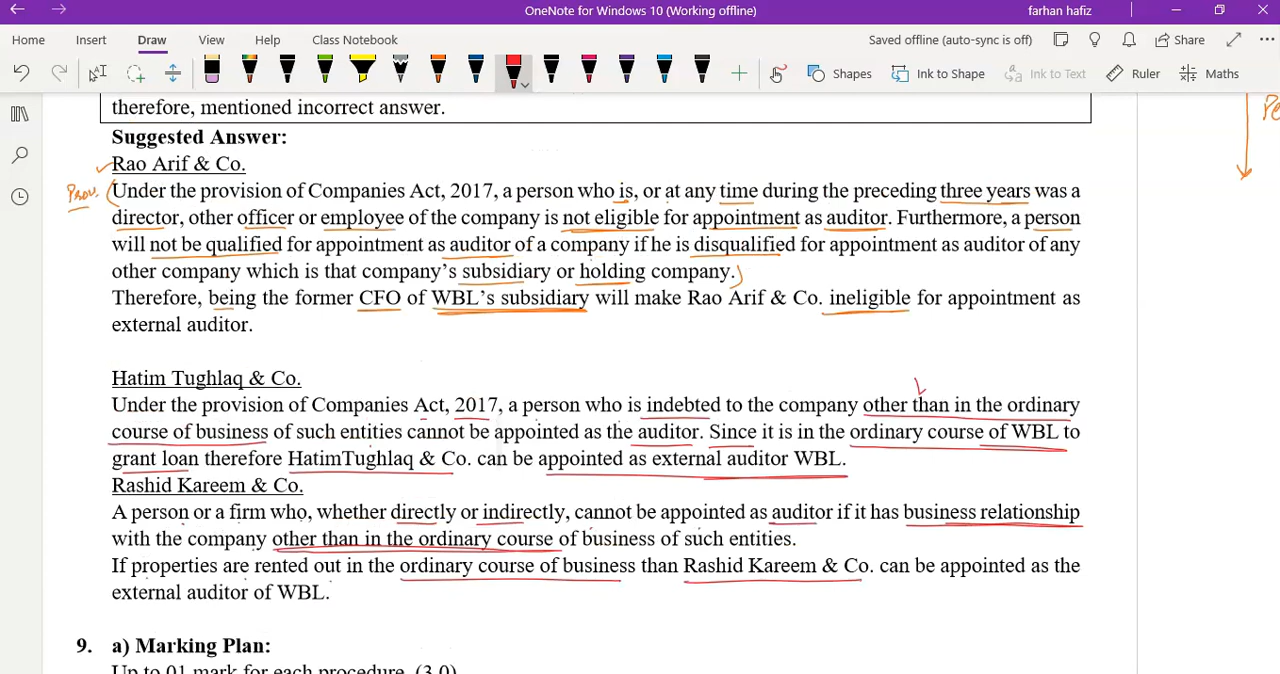 OneNote for Windows 10 (Working offline)
farhan hafiz
Home Insert Draw View Help Class Notebook
Saved offline (auto-sync is off) Share
Shapes Ink to Shape Ink to Text Ruler Maths
therefore, mentioned incorrect answer.
Suggested Answer:
Rao Arif & Co.
Prov. Under the provision of Companies Act, 2017, a person who is, or at any time during the preceding three years was a
director, other officer or employee of the company is not eligible for appointment as auditor. Furthermore, a person
will not be qualified for appointment as auditor of a company if he is disqualified for appointment as auditor of any
other company which is that company's subsidiary or holding company.
Therefore, being the former CFO of WBL's subsidiary will make Rao Arif & Co. ineligible for appointment as
external auditor.
Hatim Tughlaq & Co.
Under the provision of Companies Act, 2017, a person who is indebted to the company other than in the ordinary
course of business of such entities cannot be appointed as the auditor. Since it is in the ordinary course of WBL to
grant loan therefore HatimTughlaq & Co. can be appointed as external auditor WBL.
Rashid Kareem & Co.
A person or a firm who, whether directly or indirectly, cannot be appointed as auditor if it has business relationship
with the company other than in the ordinary course of business of such entities.
If properties are rented out in the ordinary course of business than Rashid Kareem & Co. can be appointed as the
external auditor of WBL.
9. a) Marking Plan:
Up to 01 mark for each procedure. (3.0)